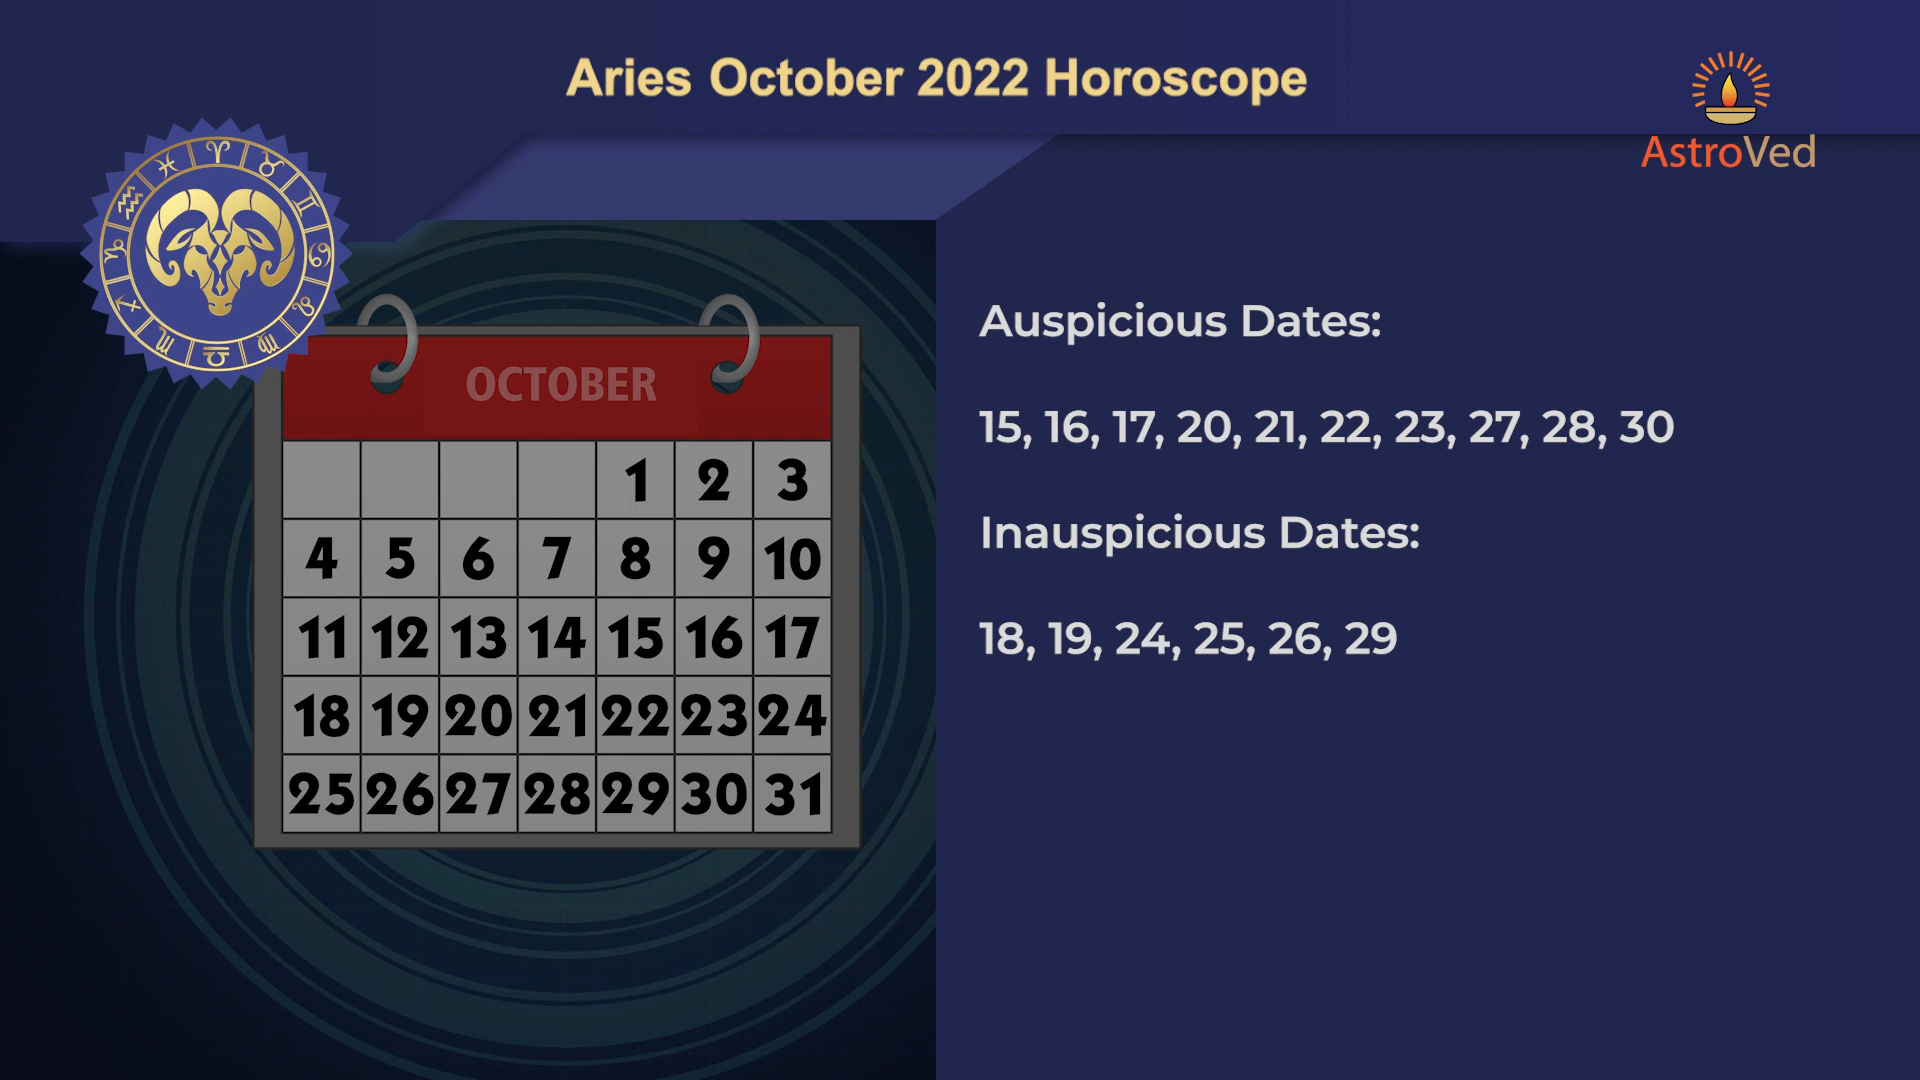 Aries October 2022 Horoscope
AstroVed
OCTOBER
1 2 3
4 5 6 7 8 9 10
11 12 13 14 15 16 17
18 19 20 21 22 23 24
25 26 27 28 29 30 31
Auspicious Dates:
15, 16, 17, 20, 21, 22, 23, 27, 28, 30
Inauspicious Dates:
18, 19, 24, 25, 26, 29